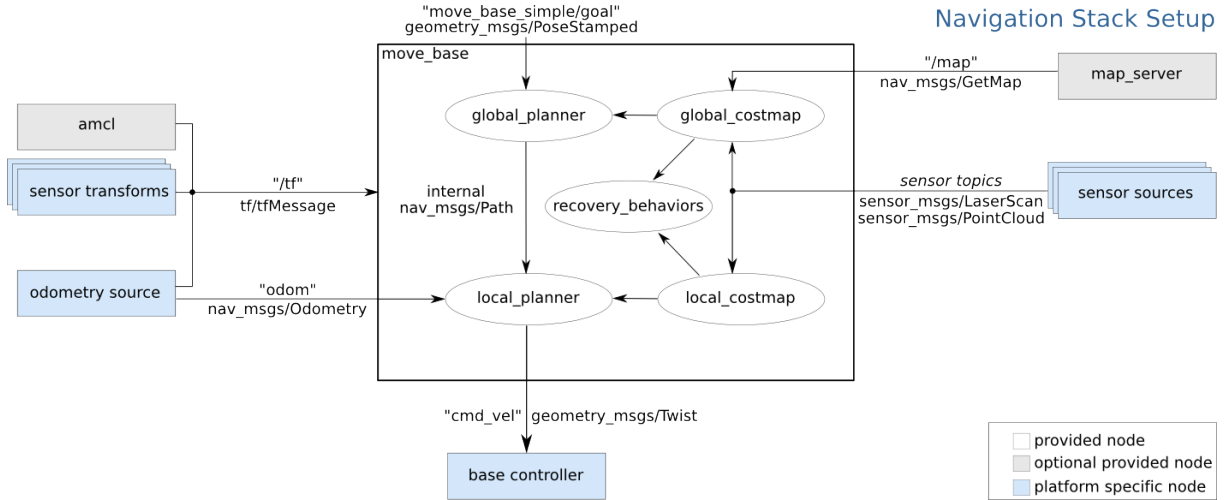 Navigation Stack Setup
"move_base_simple/goal"
geometry_msgs/PoseStamped
move_base
"/map"
nav_msgs/GetMap
map_server
amcl
global_planner
global_costmap
sensor transforms
"/tf"
tf/tfMessage
internal
nav_msgs/Path
recovery_behaviors
sensor topics
sensor_msgs/LaserScan
sensor_msgs/PointCloud
sensor sources
odometry source
"odom"
nav_msgs/Odometry
local_planner
local_costmap
"cmd_vel" geometry_msgs/Twist
base controller
provided node
optional provided node
platform specific node